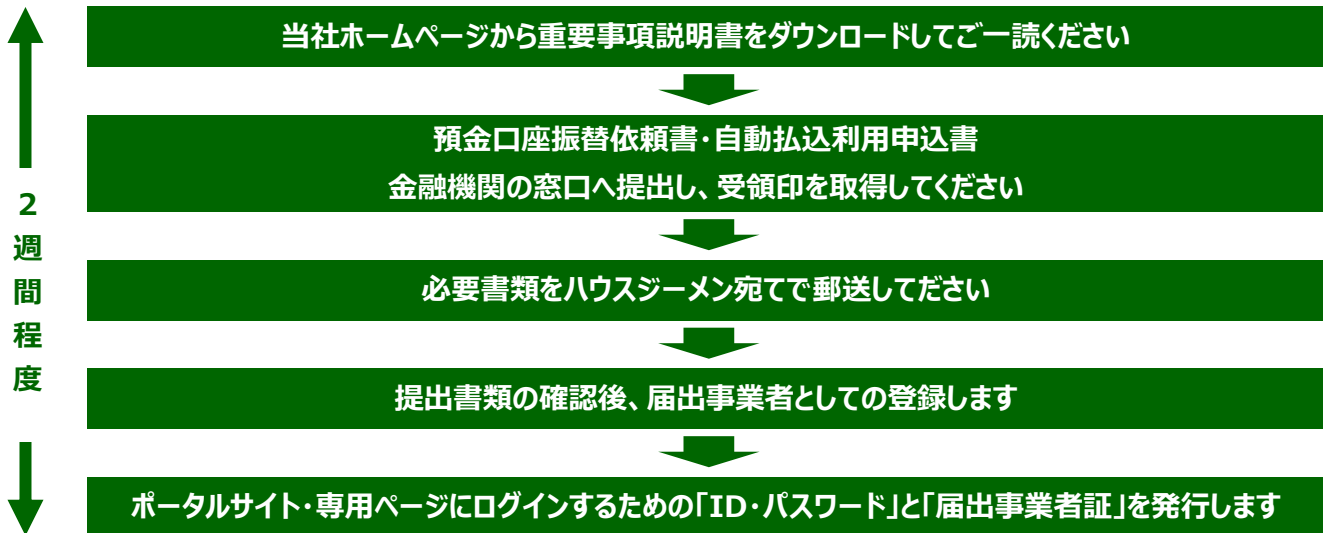 当社ホームページから重要事項説明書をダウンロードしてご一読ください
預金口座振替依頼書・自動払込利用申込書
金融機関の窓口へ提出し、受領印を取得してください
必要書類をハウスジーメン宛てで郵送してださい
提出書類の確認後、届出事業者としての登録します
ポータルサイト・専用ページにログインするための「ID・パスワード」と「届出事業者証」を発行します
2週間程度